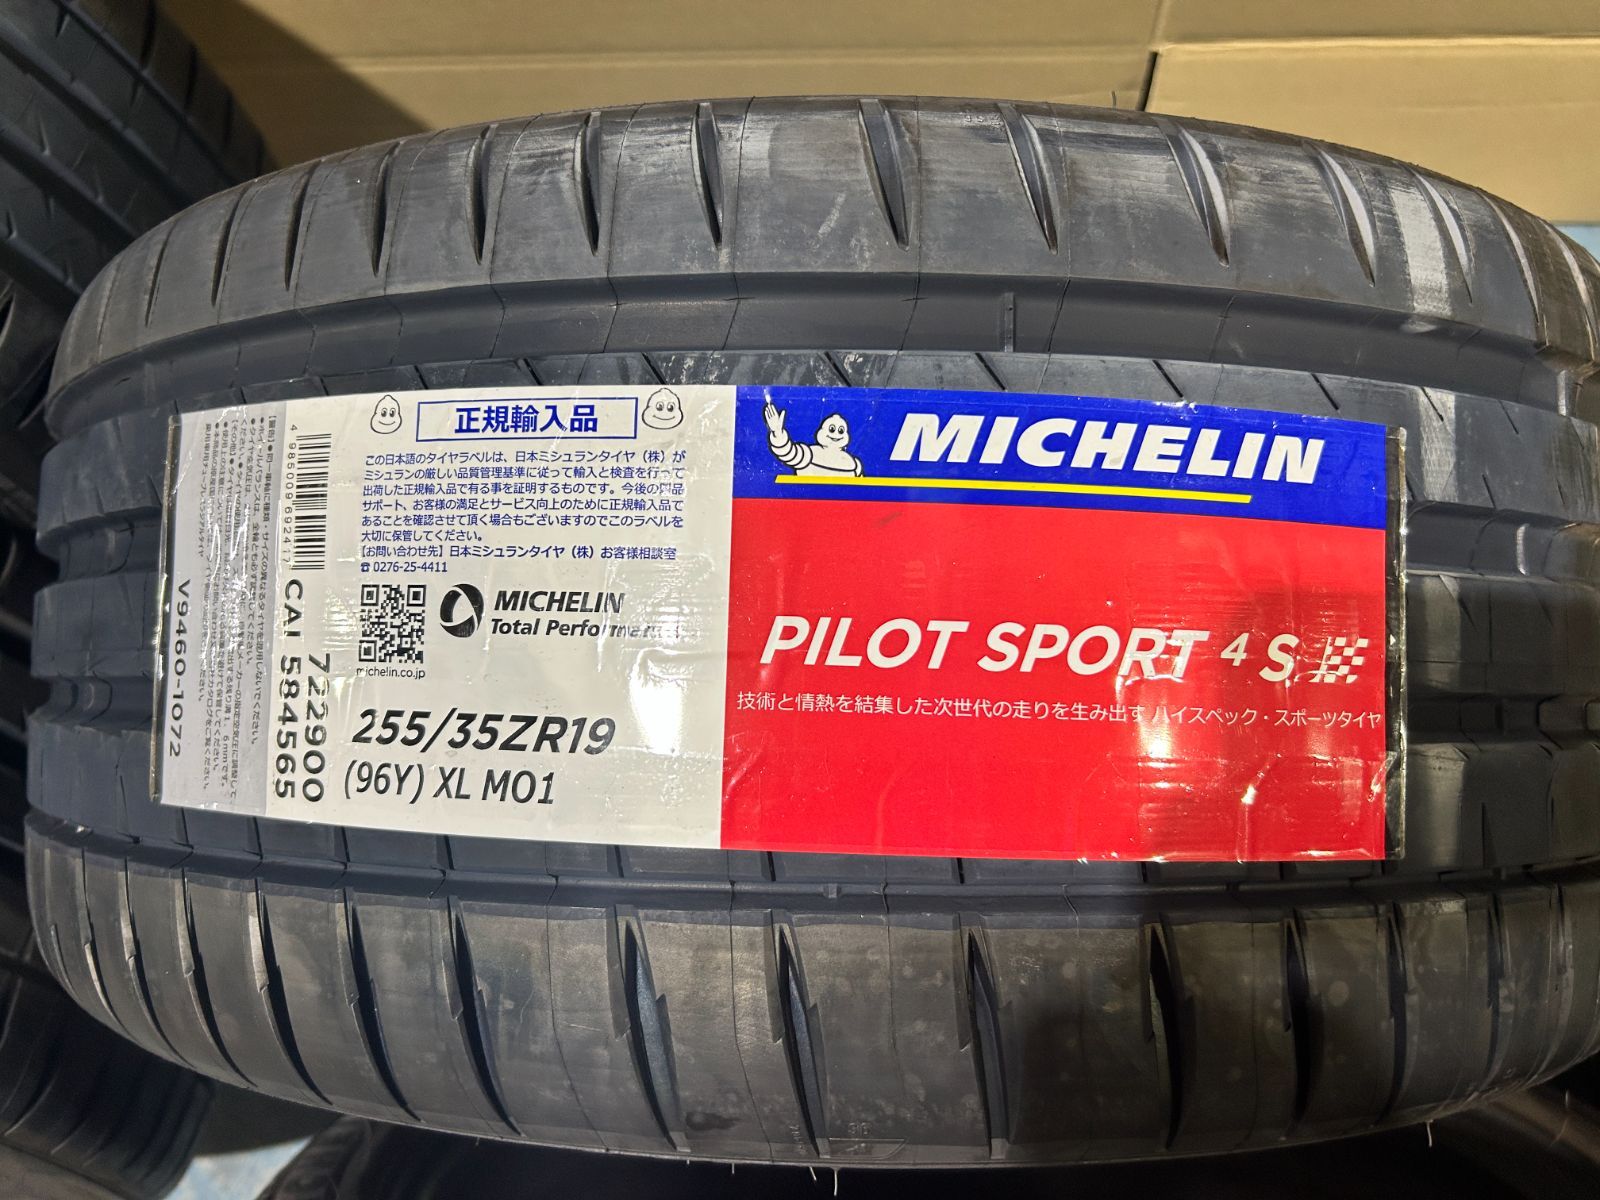 正規輸入品
この日本語のタイヤラベルは、日本ミシュランタイヤ（株）が
ミシュランの厳しい品質管理基準に従って輸入と検査を行って
出荷した正規輸入品で有る事を証明するものです。今後の製品
サポート、お客様の満足とサービス向上のために正規輸入品で
あることを確認させて頂く場合もございますのでこのラベルを
大切に保管してください。
【お問い合わせ先】日本ミシュランタイヤ（株）お客様相談室
☎ 0276-25-4411
MICHELIN
Total Performance
michelin.co.jp
255/35ZR19
(96Y) XL MO1
4985009692417
722900
CAI 584565
V9460-1072
MICHELIN
PILOT SPORT 4 S
技術と情熱を結集した次世代の走りを生み出す ハイスペック・スポーツタイヤ